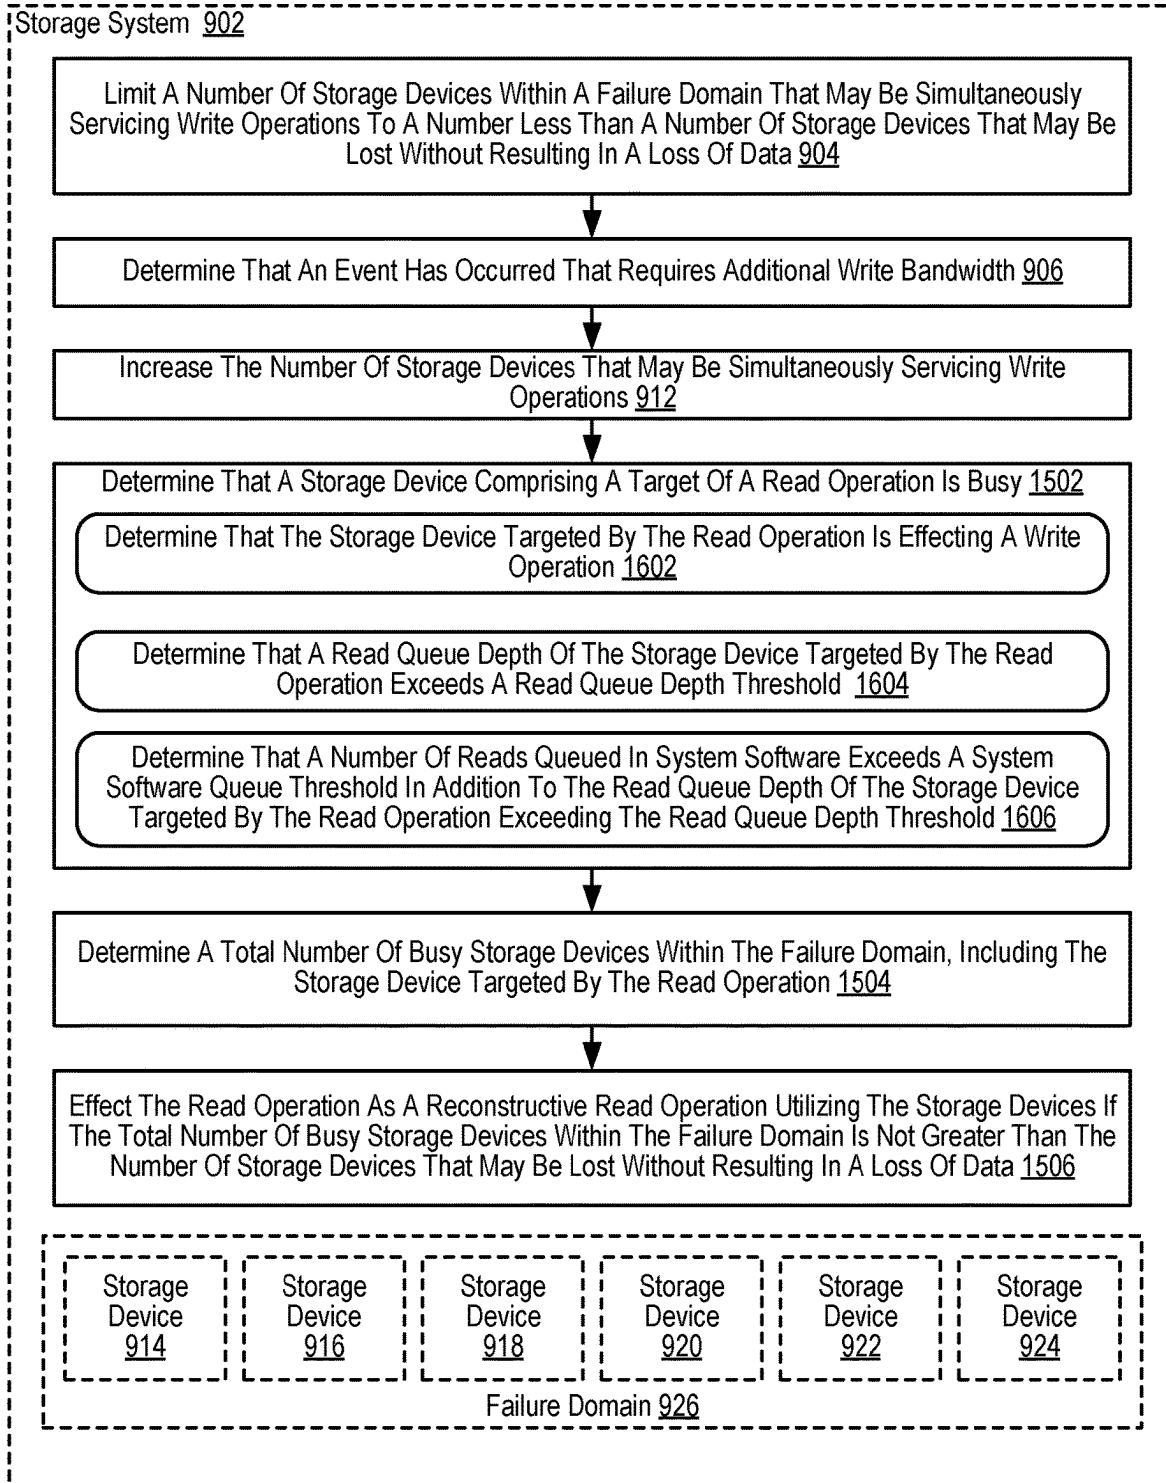 Storage System 902
Limit A Number Of Storage Devices Within A Failure Domain That May Be Simultaneously
Servicing Write Operations To A Number Less Than A Number Of Storage Devices That May Be
Lost Without Resulting In A Loss Of Data 904
Determine That An Event Has Occurred That Requires Additional Write Bandwidth 906
Increase The Number Of Storage Devices That May Be Simultaneously Servicing Write
Operations 912
Determine That A Storage Device Comprising A Target Of A Read Operation Is Busy 1502
Determine That The Storage Device Targeted By The Read Operation Is Effecting A Write
Operation 1602
Determine That A Read Queue Depth Of The Storage Device Targeted By The Read
Operation Exceeds A Read Queue Depth Threshold 1604
Determine That A Number Of Reads Queued In System Software Exceeds A System
Software Queue Threshold In Addition To The Read Queue Depth Of The Storage Device
Targeted By The Read Operation Exceeding The Read Queue Depth Threshold 1606
Determine A Total Number Of Busy Storage Devices Within The Failure Domain, Including The
Storage Device Targeted By The Read Operation 1504
Effect The Read Operation As A Reconstructive Read Operation Utilizing The Storage Devices If
The Total Number Of Busy Storage Devices Within The Failure Domain Is Not Greater Than The
Number Of Storage Devices That May Be Lost Without Resulting In A Loss Of Data 1506
Storage
Device
914
Storage
Device
916
Storage
Device
918
Storage
Device
920
Storage
Device
922
Storage
Device
924
Failure Domain 926